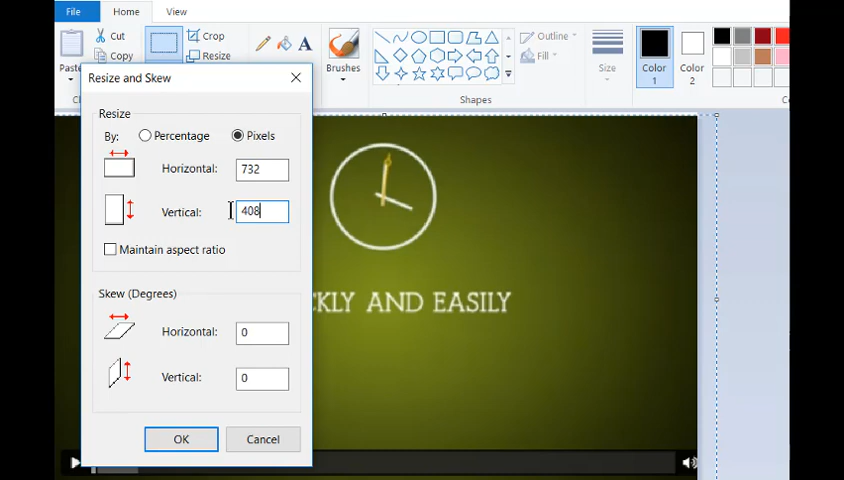 File Home View
Cut
Copy
Paste
Crop
Resize
Brushes
Outline
Fill
Shapes
Size
Color
1
Color
2
Resize and Skew
Resize
By: Percentage Pixels
Horizontal: 732
Vertical: 408
Maintain aspect ratio
Skew (Degrees)
Horizontal: 0
Vertical: 0
OK Cancel
CKLY AND EASILY